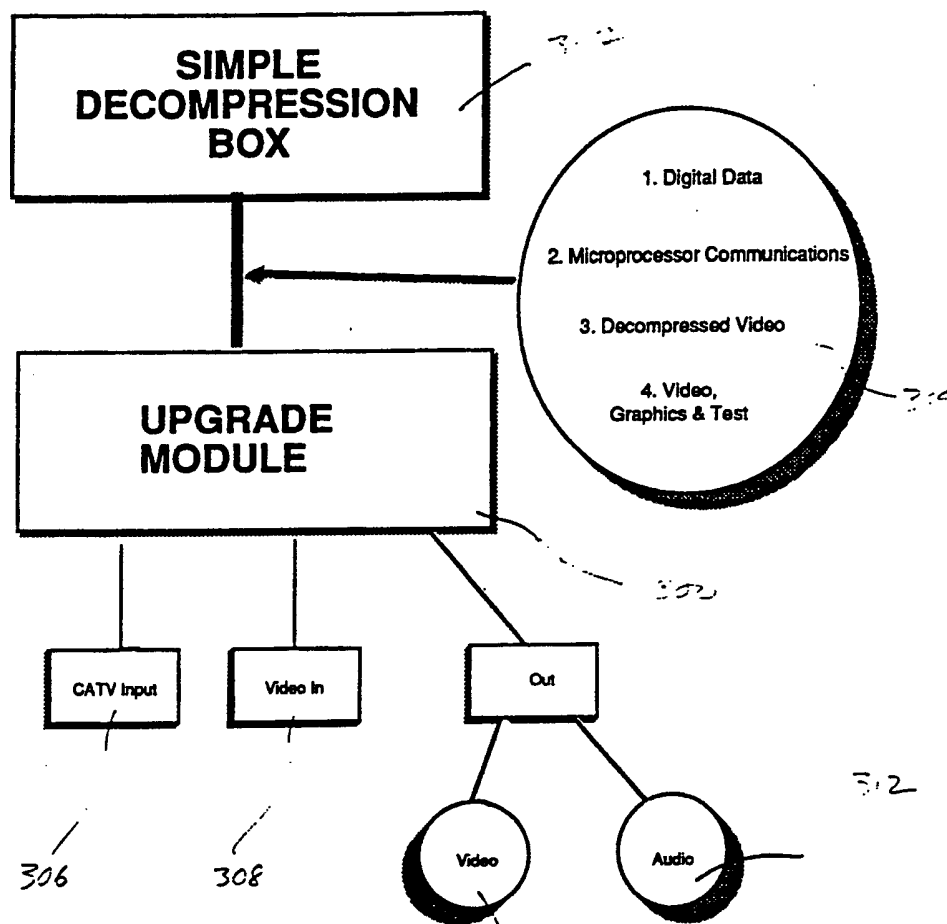 SIMPLE
DECOMPRESSION
BOX
1. Digital Data
2. Microprocessor Communications
3. Decompressed Video
4. Video,
Graphics & Test
UPGRADE
MODULE
CATV Input
Video In
Out
312
Video
Audio
306
308